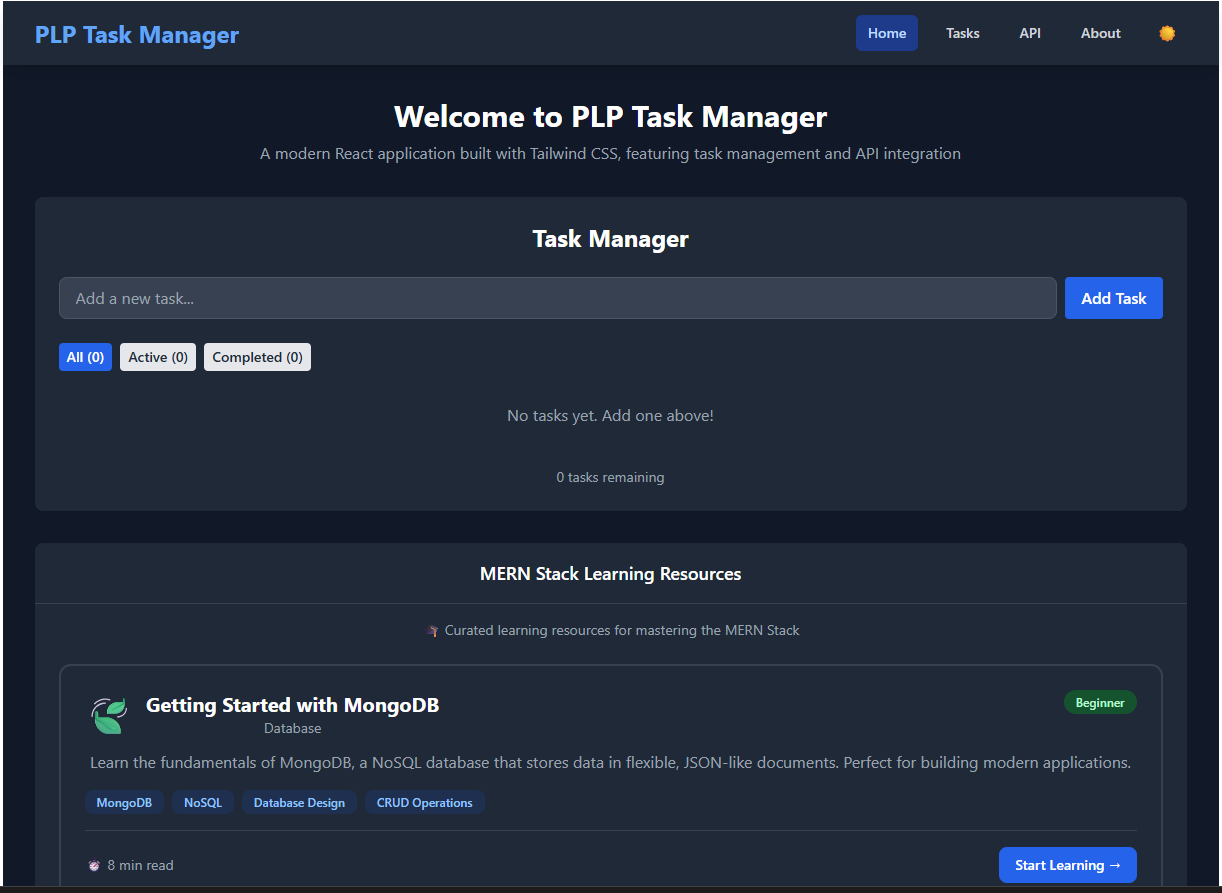 PLP Task Manager
Home
Tasks
API
About
Welcome to PLP Task Manager
A modern React application built with Tailwind CSS, featuring task management and API integration
Task Manager
Add a new task...
Add Task
All (0)
Active (0)
Completed (0)
No tasks yet. Add one above!
0 tasks remaining
MERN Stack Learning Resources
Curated learning resources for mastering the MERN Stack
Getting Started with MongoDB
Beginner
Database
Learn the fundamentals of MongoDB, a NoSQL database that stores data in flexible, JSON-like documents. Perfect for building modern applications.
MongoDB
NoSQL
Database Design
CRUD Operations
8 min read
Start Learning →